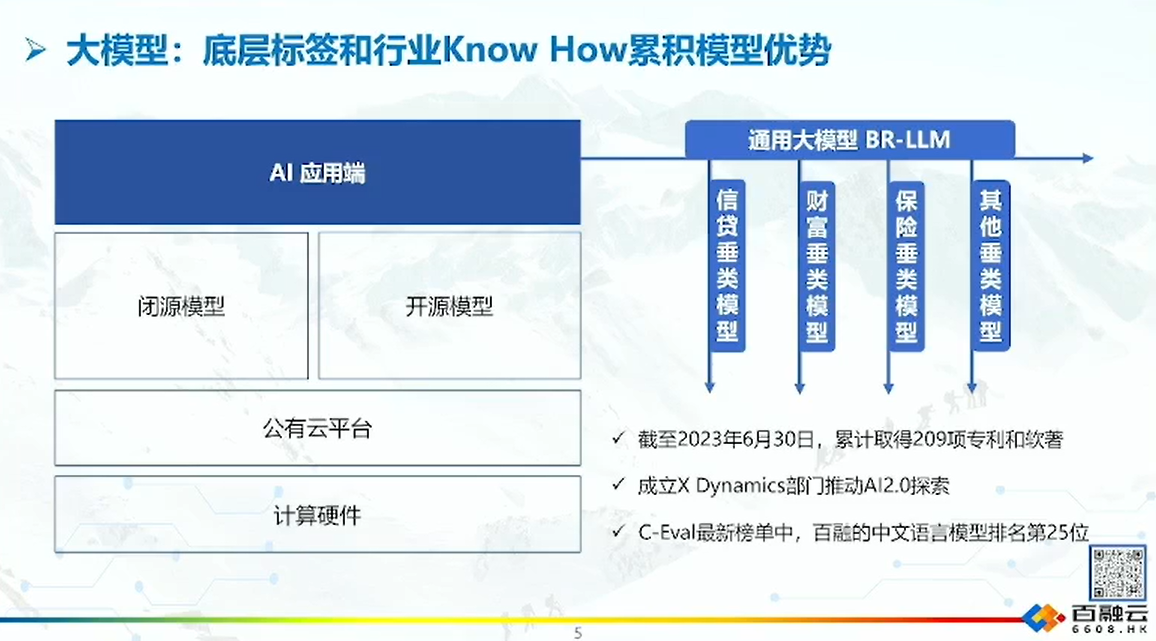 大模型：底层标签和行业Know How累积模型优势
AI 应用端
闭源模型
开源模型
公有云平台
计算硬件
通用大模型 BR-LLM
信贷垂类模型
财富垂类模型
保险垂类模型
其他垂类模型
✓ 截至2023年6月30日，累计取得209项专利和软著
✓ 成立X Dynamics部门推动AI2.0探索
✓ C-Eval最新榜单中，百融的中文语言模型排名第25位
百融云
6608.HK
5